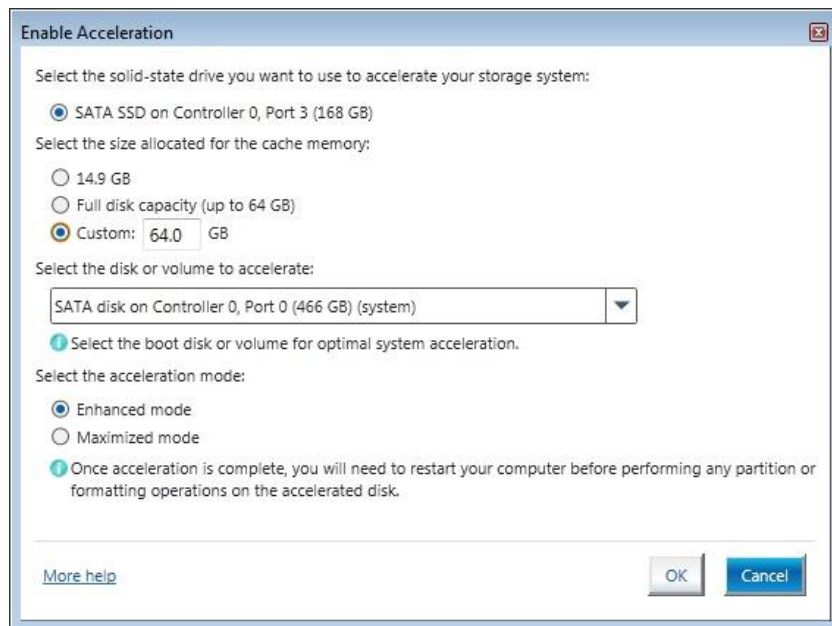 Enable Acceleration
Select the solid-state drive you want to use to accelerate your storage system:
SATA SSD on Controller 0, Port 3 (168 GB)
Select the size allocated for the cache memory:
14.9 GB
Full disk capacity (up to 64 GB)
Custom: 64.0 GB
Select the disk or volume to accelerate:
SATA disk on Controller 0, Port 0 (466 GB) (system)
Select the boot disk or volume for optimal system acceleration.
Select the acceleration mode:
Enhanced mode
Maximized mode
Once acceleration is complete, you will need to restart your computer before performing any partition or
formatting operations on the accelerated disk.
More help
OK
Cancel